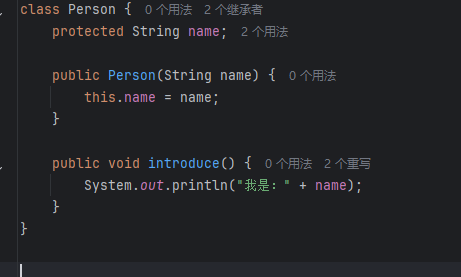 class Person {  0 个用法   2 个继承者
    protected String name;  2 个用法
    public Person(String name) {  0 个用法
        this.name = name;
    }
    public void introduce() {  0 个用法   2 个重写
        System.out.println("我是：" + name);
    }
}